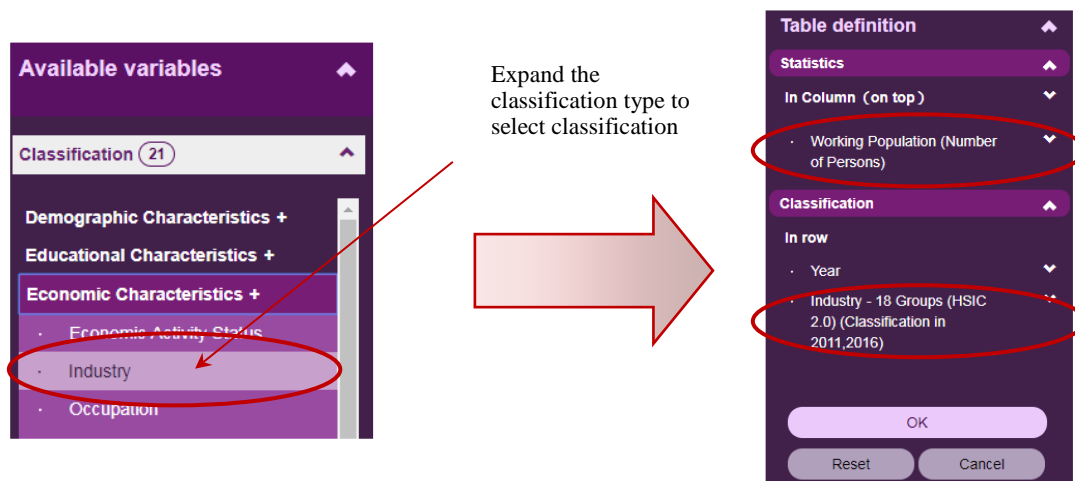 Available variables
Classification (21)
Demographic Characteristics +
Educational Characteristics +
Economic Characteristics +
· Economic Activity Status
· Industry
· Occupation
Expand the
classification type to
select classification
Table definition
Statistics
In Column (on top)
· Working Population (Number
of Persons)
Classification
In row
· Year
· Industry - 18 Groups (HSIC
2.0) (Classification in
2011,2016)
OK
Reset
Cancel